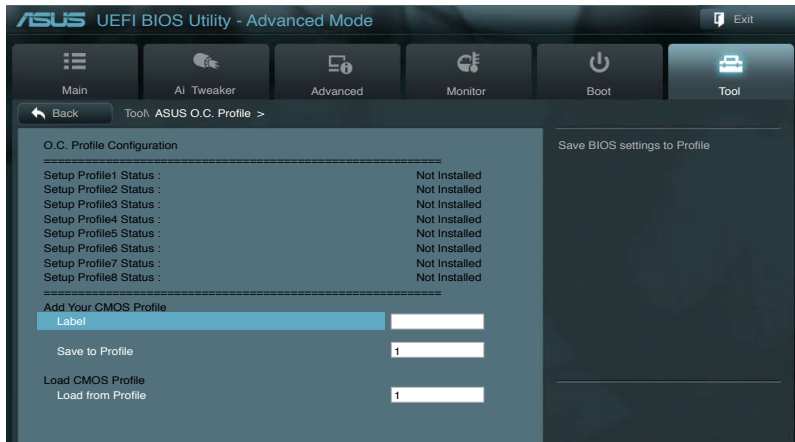 ASUS UEFI BIOS Utility - Advanced Mode
Exit
Main
Ai Tweaker
Advanced
Monitor
Boot
Tool
Back
Tool\ ASUS O.C. Profile >
O.C. Profile Configuration
============================================================
Setup Profile1 Status : Not Installed
Setup Profile2 Status : Not Installed
Setup Profile3 Status : Not Installed
Setup Profile4 Status : Not Installed
Setup Profile5 Status : Not Installed
Setup Profile6 Status : Not Installed
Setup Profile7 Status : Not Installed
Setup Profile8 Status : Not Installed
============================================================
Add Your CMOS Profile
Label
Save to Profile 1
Load CMOS Profile
Load from Profile 1
Save BIOS settings to Profile